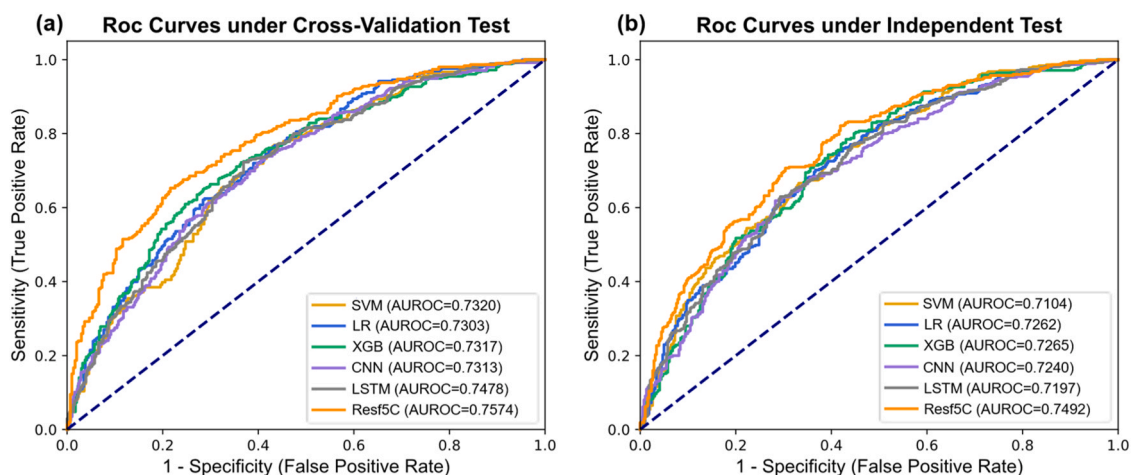 (a) Roc Curves under Cross-Validation Test
Sensitivity (True Positive Rate)
1.0
0.8
0.6
0.4
0.2
0.0
SVM (AUROC=0.7320)
LR (AUROC=0.7303)
XGB (AUROC=0.7317)
CNN (AUROC=0.7313)
LSTM (AUROC=0.7478)
Resf5C (AUROC=0.7574)
0.0 0.2 0.4 0.6 0.8 1.0
1 - Specificity (False Positive Rate)
(b) Roc Curves under Independent Test
Sensitivity (True Positive Rate)
1.0
0.8
0.6
0.4
0.2
0.0
SVM (AUROC=0.7104)
LR (AUROC=0.7262)
XGB (AUROC=0.7265)
CNN (AUROC=0.7240)
LSTM (AUROC=0.7197)
Resf5C (AUROC=0.7492)
0.0 0.2 0.4 0.6 0.8 1.0
1 - Specificity (False Positive Rate)